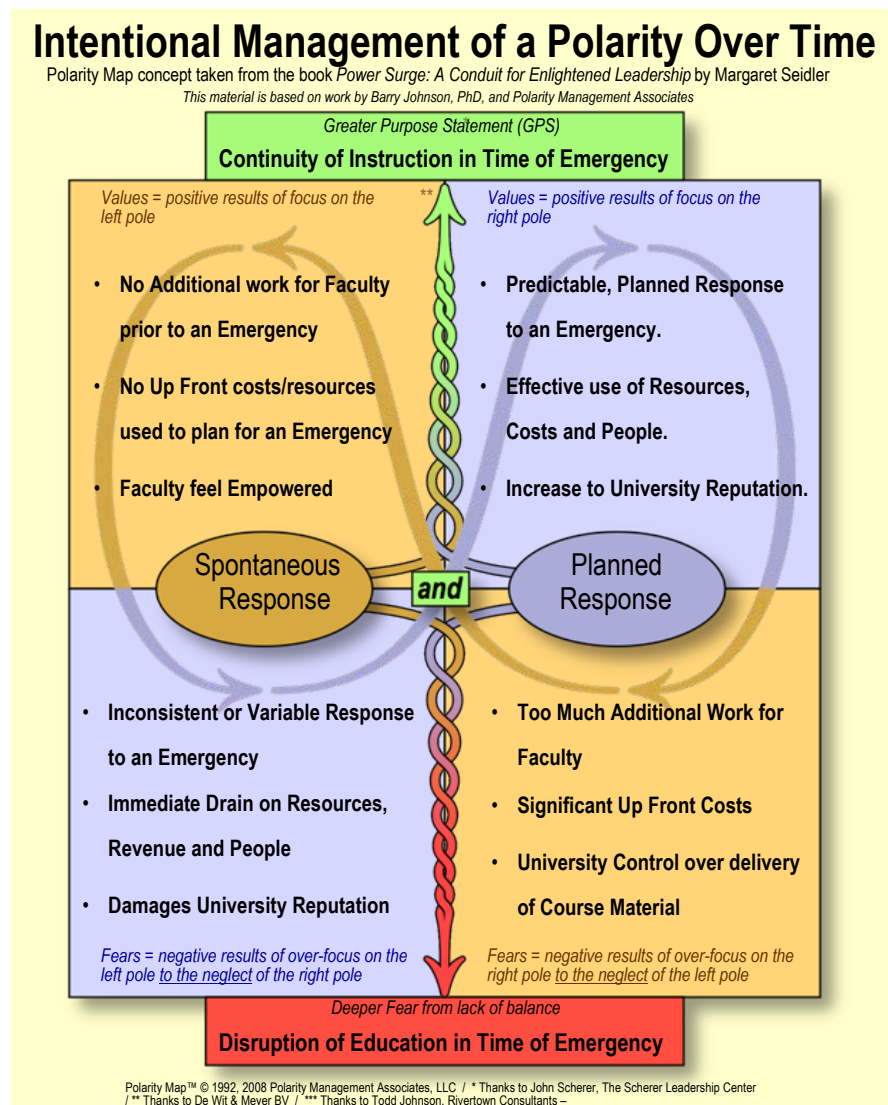 Intentional Management of a Polarity Over Time
Polarity Map concept taken from the book Power Surge: A Conduit for Enlightened Leadership by Margaret Seidler
This material is based on work by Barry Johnson, PhD, and Polarity Management Associates
Greater Purpose Statement (GPS)
Continuity of Instruction in Time of Emergency
Values = positive results of focus on the
left pole
**
• No Additional work for Faculty
prior to an Emergency
• No Up Front costs/resources
used to plan for an Emergency
• Faculty feel Empowered
Values = positive results of focus on the
right pole
• Predictable, Planned Response
to an Emergency.
• Effective use of Resources,
Costs and People.
• Increase to University Reputation.
Spontaneous
Response
and
Planned
Response
• Inconsistent or Variable Response
to an Emergency
• Immediate Drain on Resources,
Revenue and People
• Damages University Reputation
Fears = negative results of over-focus on the
left pole to the neglect of the right pole
• Too Much Additional Work for
Faculty
• Significant Up Front Costs
• University Control over delivery
of Course Material
Fears = negative results of over-focus on the
right pole to the neglect of the left pole
Deeper Fear from lack of balance
Disruption of Education in Time of Emergency
Polarity Map™ © 1992, 2008 Polarity Management Associates, LLC / * Thanks to John Scherer, The Scherer Leadership Center
/ ** Thanks to De Wit & Meyer BV / *** Thanks to Todd Johnson, Rivertown Consultants –